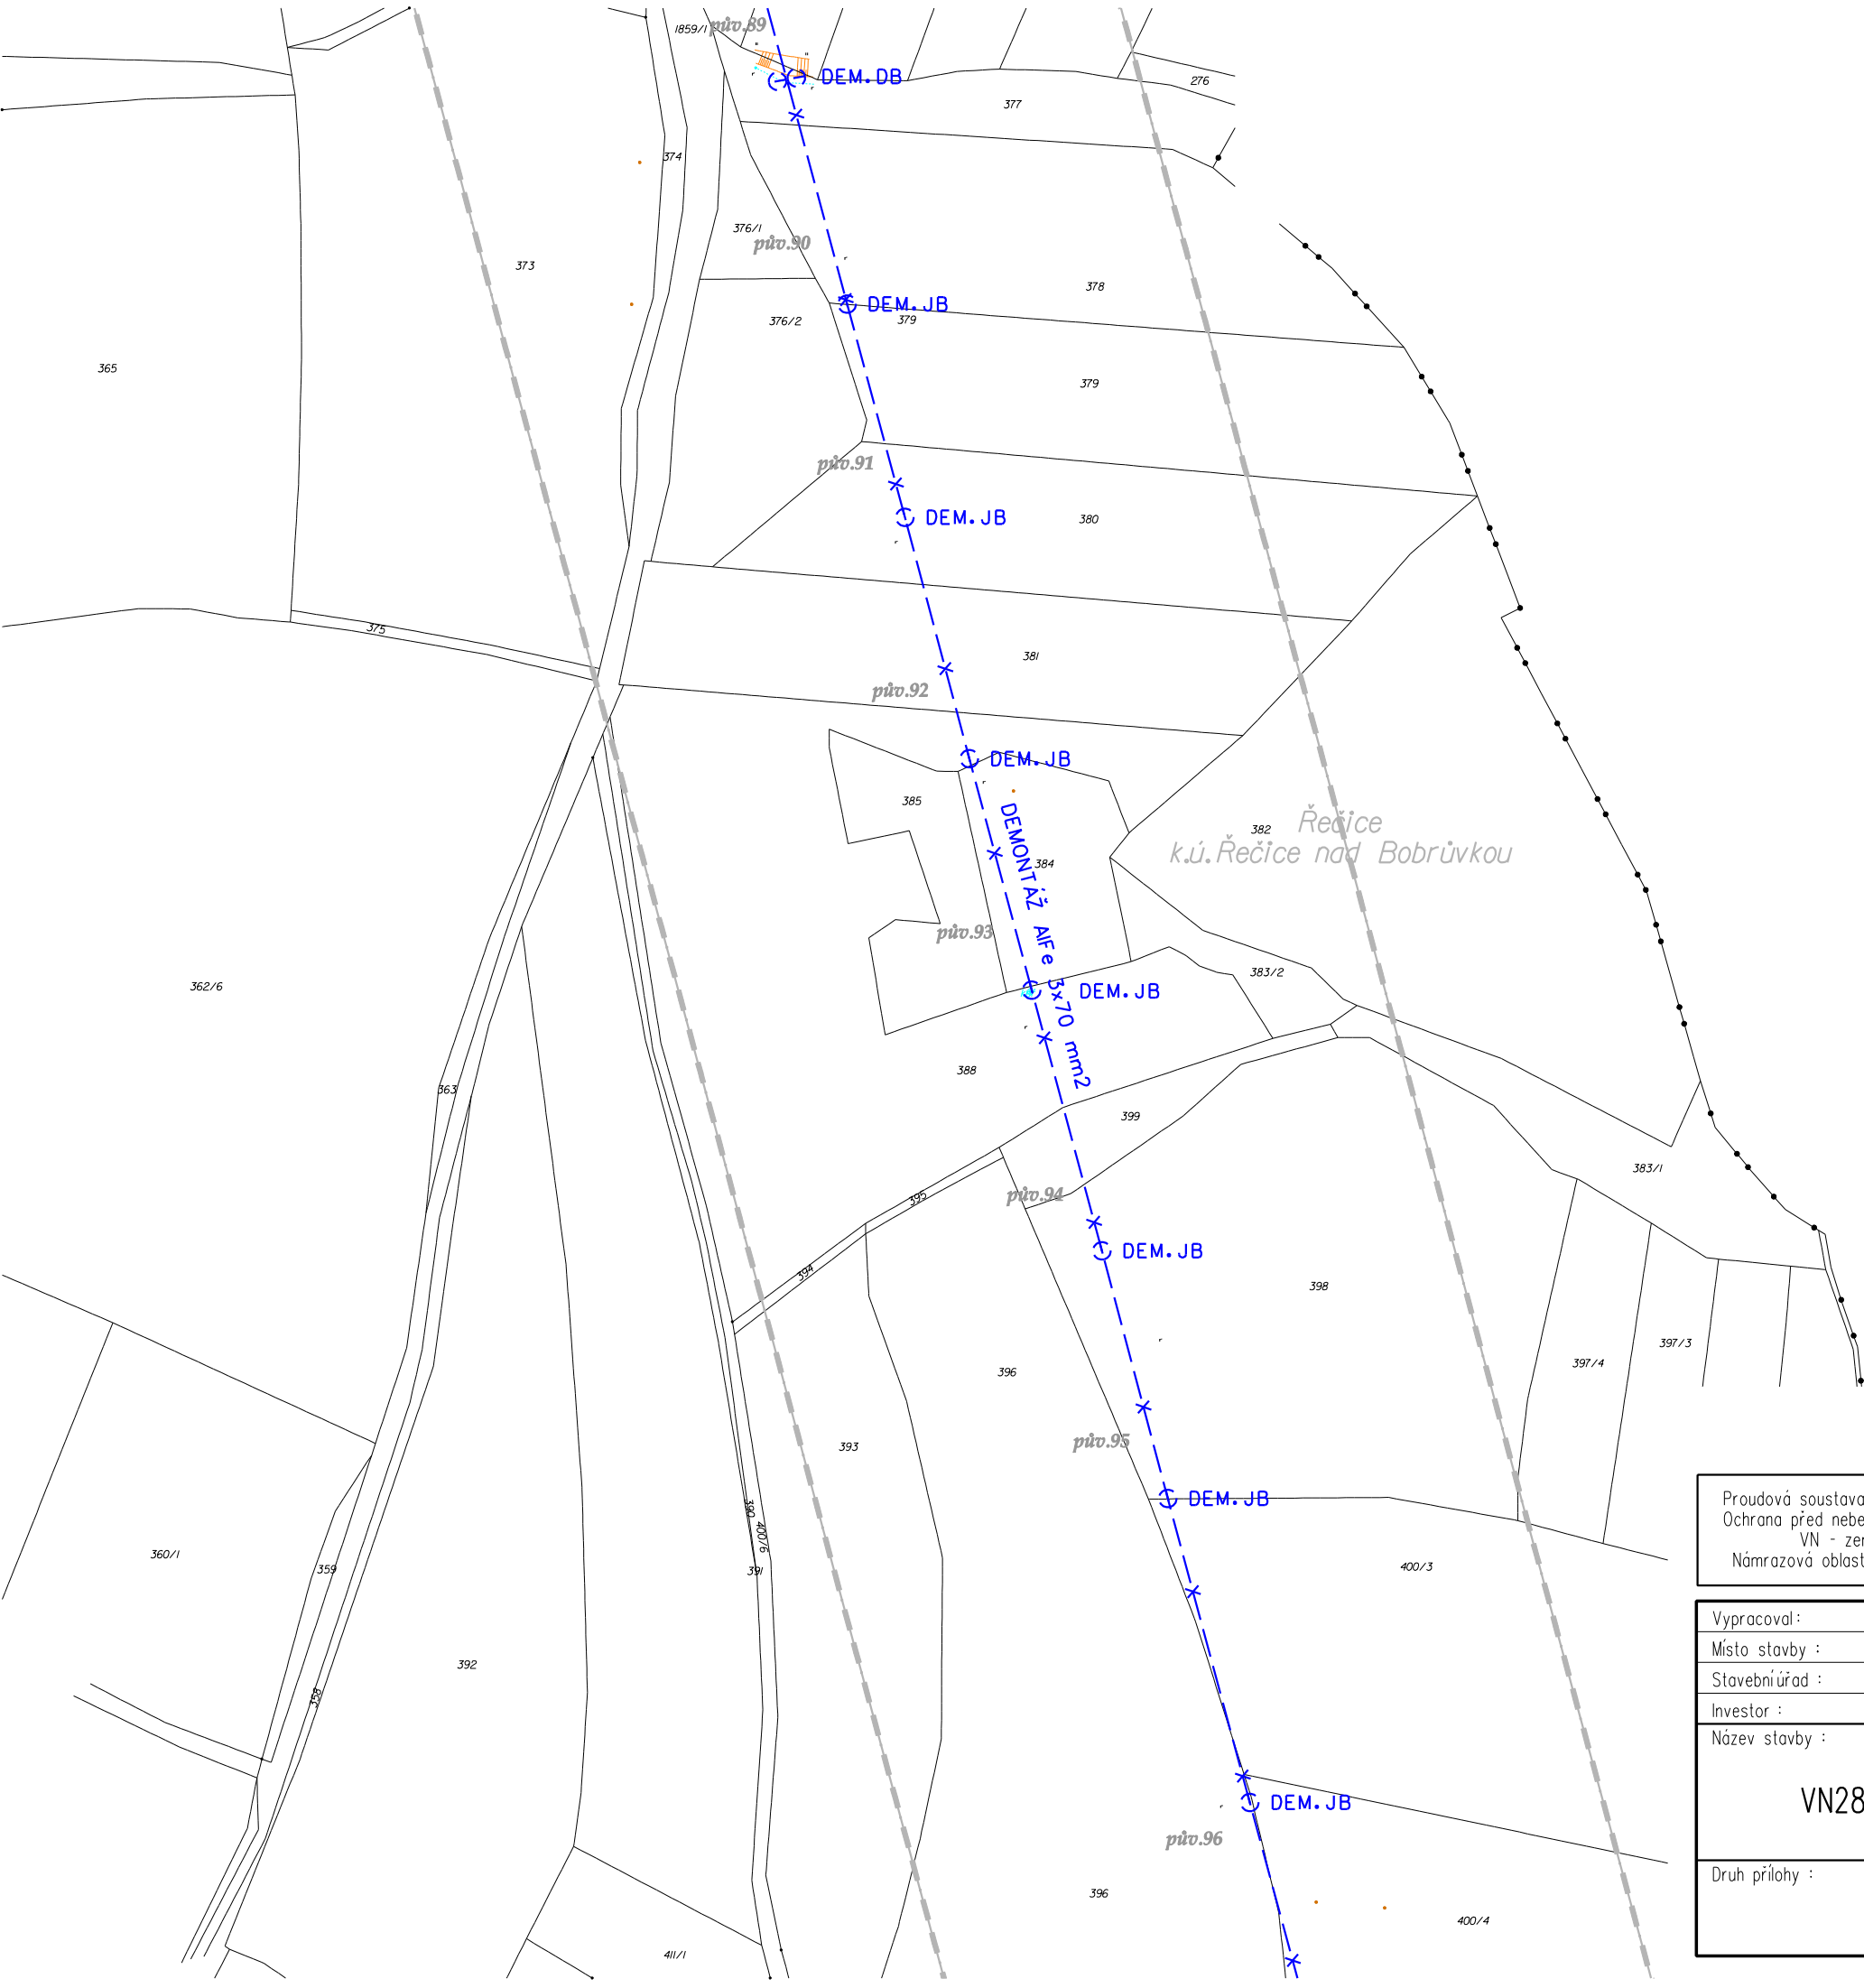 1859/1
pův.89
DEM.DB
276
377
374
376/1
pův.90
373
378
DEM.JB
376/2
379
365
379
pův.91
DEM.JB
380
375
381
pův.92
DEM.JB
385
DEMONTÁŽ AlFe 3x70 mm2
384
382
Řečice
k.ú.Řečice nad Bobrůvkou
pův.93
383/2
362/6
DEM.JB
388
363
399
383/1
395
pův.94
DEM.JB
394
398
397/3
397/4
396
pův.95
393
DEM.JB
390
400/6
391
360/1
359
400/3
Proudová soustava
Ochrana před nebe
VN - zem
Námrazová oblast
Vypracoval:
Místo stavby :
Stavební úřad :
Investor :
Název stavby :
VN28
Druh přílohy :
392
358
DEM.JB
pův.96
396
400/4
411/1